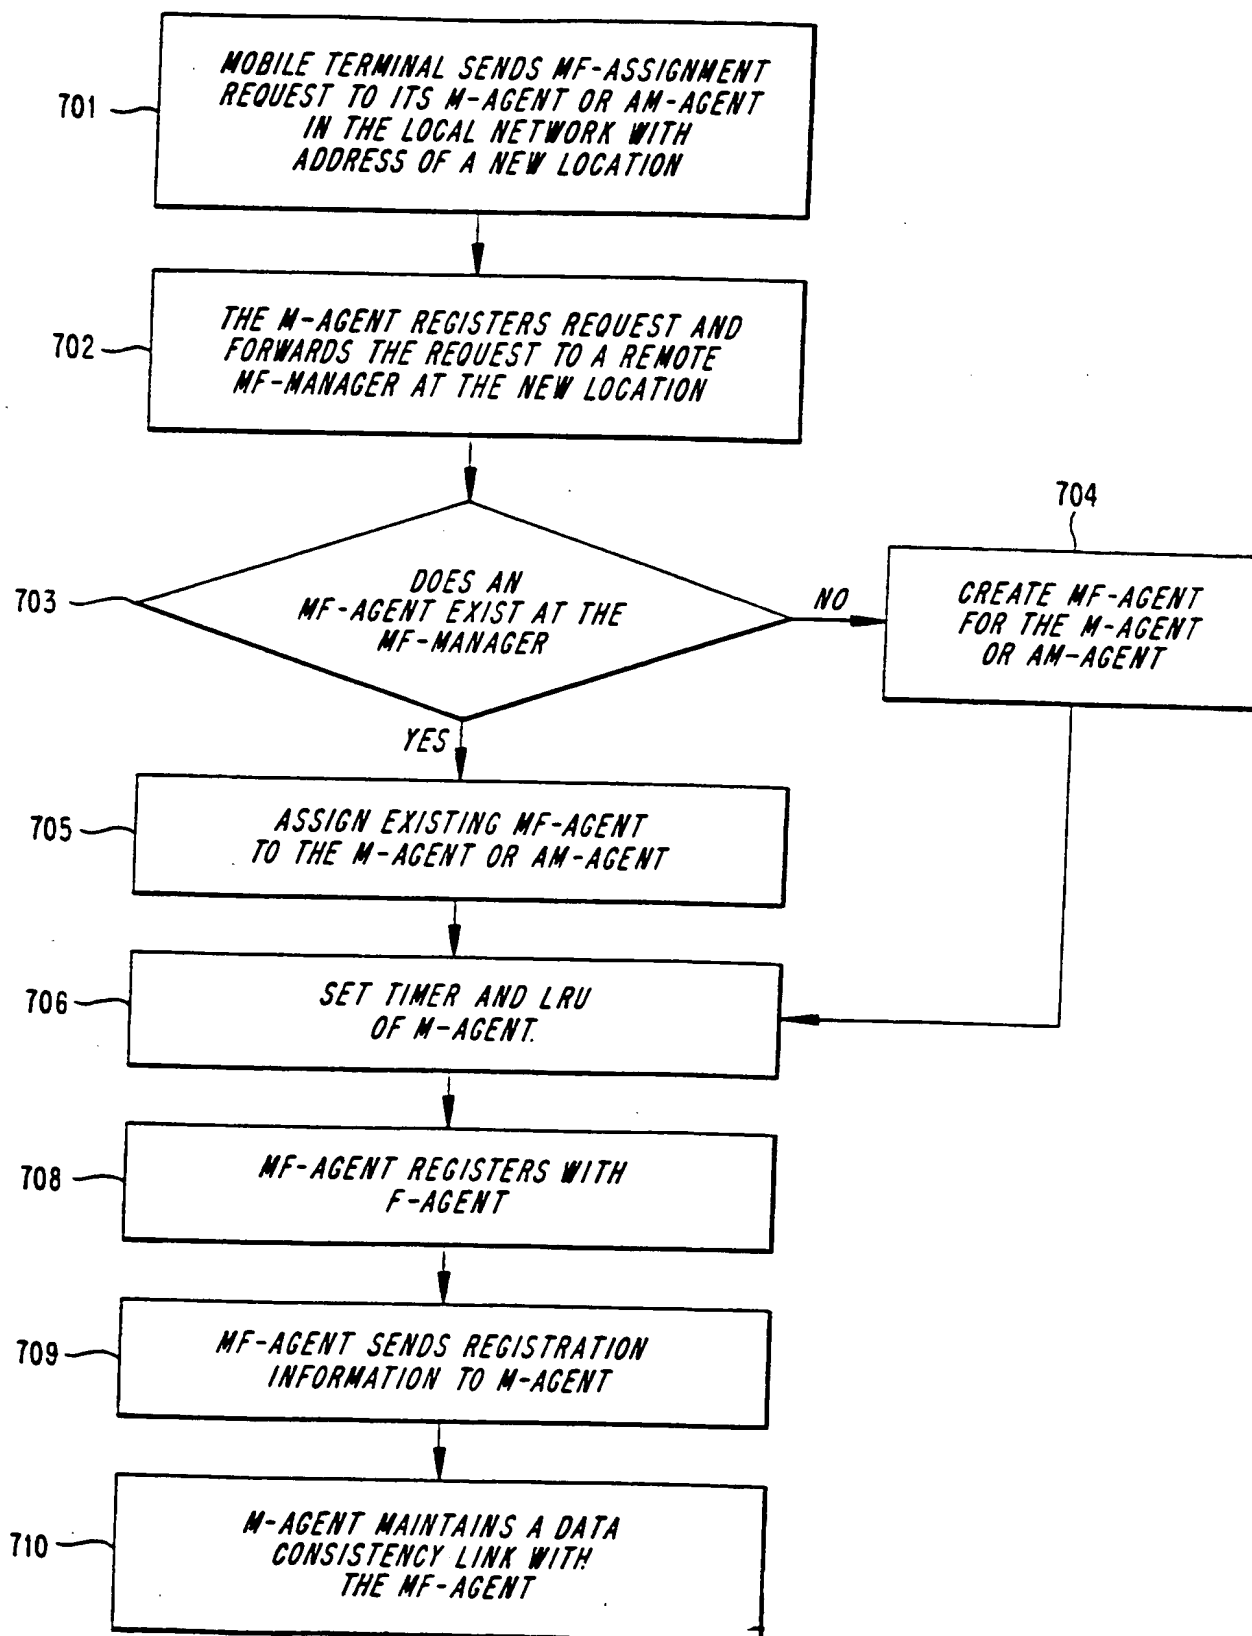 701
MOBILE TERMINAL SENDS MF-ASSIGNMENT
REQUEST TO ITS M-AGENT OR AM-AGENT
IN THE LOCAL NETWORK WITH
ADDRESS OF A NEW LOCATION
702
THE M-AGENT REGISTERS REQUEST AND
FORWARDS THE REQUEST TO A REMOTE
MF-MANAGER AT THE NEW LOCATION
703
DOES AN
MF-AGENT EXIST AT THE
MF-MANAGER
NO
704
CREATE MF-AGENT
FOR THE M-AGENT
OR AM-AGENT
YES
705
ASSIGN EXISTING MF-AGENT
TO THE M-AGENT OR AM-AGENT
706
SET TIMER AND LRU
OF M-AGENT.
708
MF-AGENT REGISTERS WITH
F-AGENT
709
MF-AGENT SENDS REGISTRATION
INFORMATION TO M-AGENT
710
M-AGENT MAINTAINS A DATA
CONSISTENCY LINK WITH
THE MF-AGENT